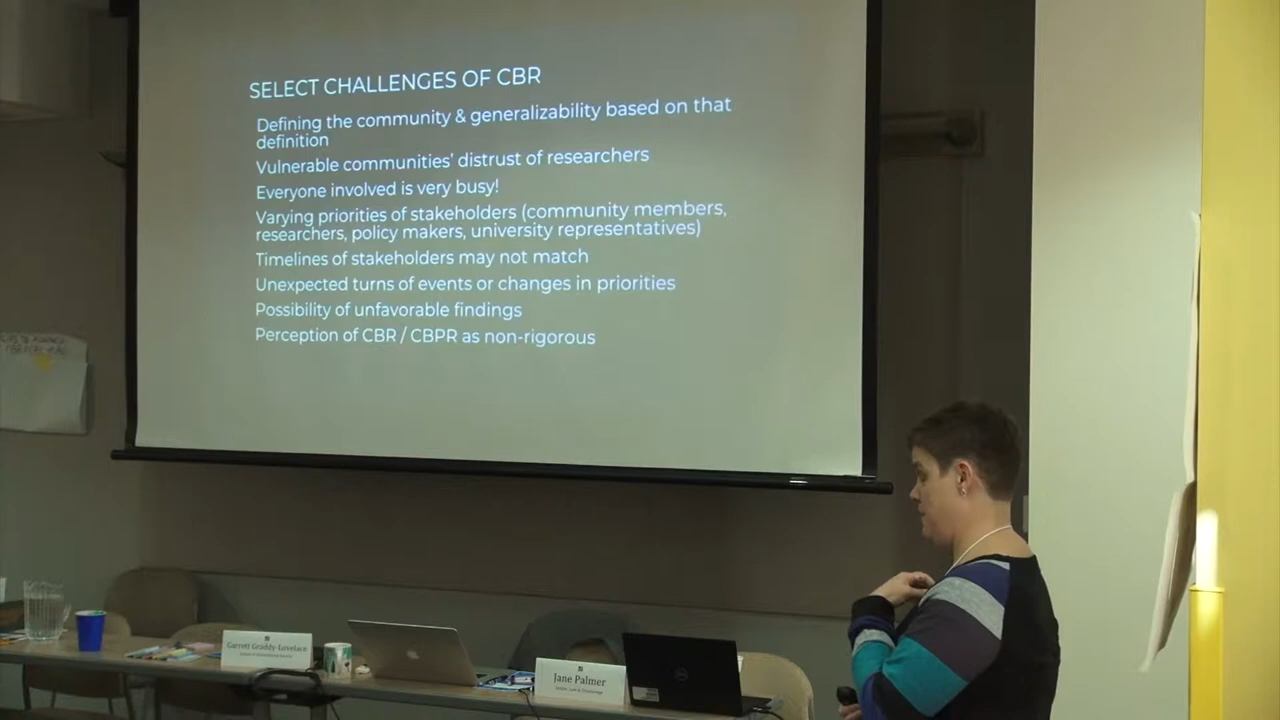 SELECT CHALLENGES OF CBR
Defining the community & generalizability based on that
definition
Vulnerable communities' distrust of researchers
Everyone involved is very busy!
Varying priorities of stakeholders (community members,
researchers, policy makers, university representatives)
Timelines of stakeholders may not match
Unexpected turns of events or changes in priorities
Possibility of unfavorable findings
Perception of CBR / CBPR as non-rigorous
Garrett Graddy-Lovelace
Jane Palmer